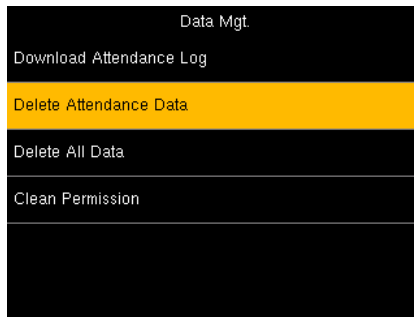 Data Mgt.
Download Attendance Log
Delete Attendance Data
Delete All Data
Clean Permission